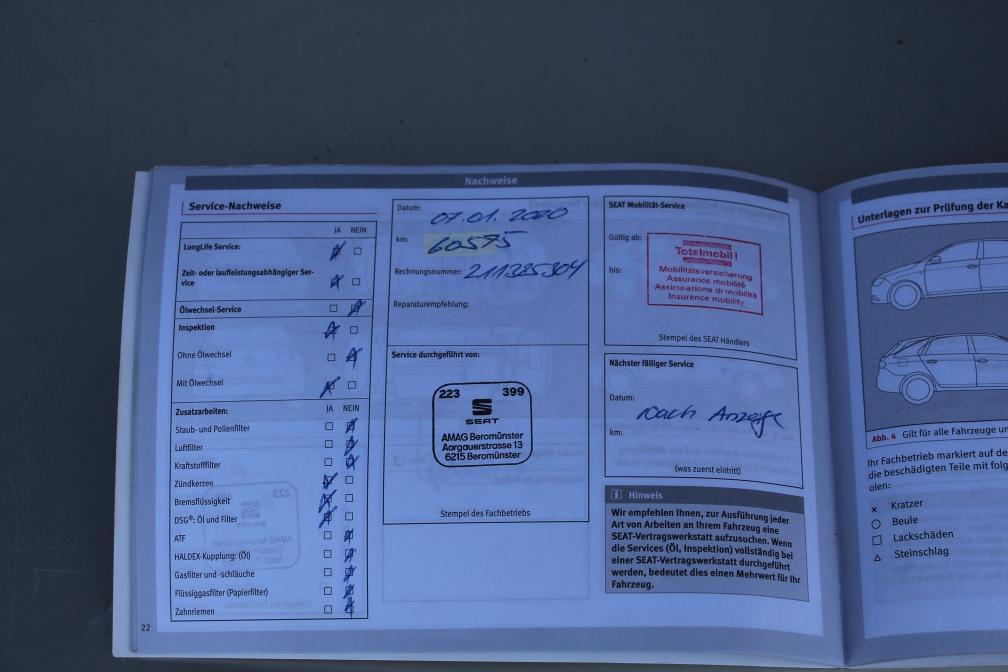 Nachweise
Service-Nachweise
JA NEIN
LongLife Service:
Zeit- oder laufleistungsabhängiger Ser-
vice
Ölwechsel-Service
Inspektion
Ohne Ölwechsel
Mit Ölwechsel
Zusatzarbeiten: JA NEIN
Staub- und Pollenfilter
Luftfilter
Kraftstofffilter
Zündkerzen
Bremsflüssigkeit
DSG®: Öl und Filter
ATF
HALDEX-Kupplung: (Öl)
Gasfilter und -schläuche
Flüssiggasfilter (Papierfilter)
Zahnriemen
22
Datum: 07.01.2020
km: 60595
Rechnungsnummer: 211385304
Reparaturempfehlung:
Service durchgeführt von:
223 399
SEAT
AMAG Beromünster
Aargauerstrasse 13
6215 Beromünster
Stempel des Fachbetriebs
SEAT Mobilität-Service
Gültig ab:
bis:
Totalmobil!
Mobilitätsversicherung
Assurance mobilité
Assicurazione di mobilità
Insurance mobility
Stempel des SEAT Händlers
Nächster fälliger Service
Datum:
nach Anzeige
km:
(was zuerst eintritt)
i Hinweis
Wir empfehlen Ihnen, zur Ausführung jeder
Art von Arbeiten an Ihrem Fahrzeug eine
SEAT-Vertragswerkstatt aufzusuchen. Wenn
die Services (Öl, Inspektion) vollständig bei
einer SEAT-Vertragswerkstatt durchgeführt
werden, bedeutet dies einen Mehrwert für Ihr
Fahrzeug.
Unterlagen zur Prüfung der Ka
Abb. 4 Gilt für alle Fahrzeuge
Ihr Fachbetrieb markiert auf de
die beschädigten Teile mit folg
olen:
Kratzer
Beule
Lackschäden
Steinschlag